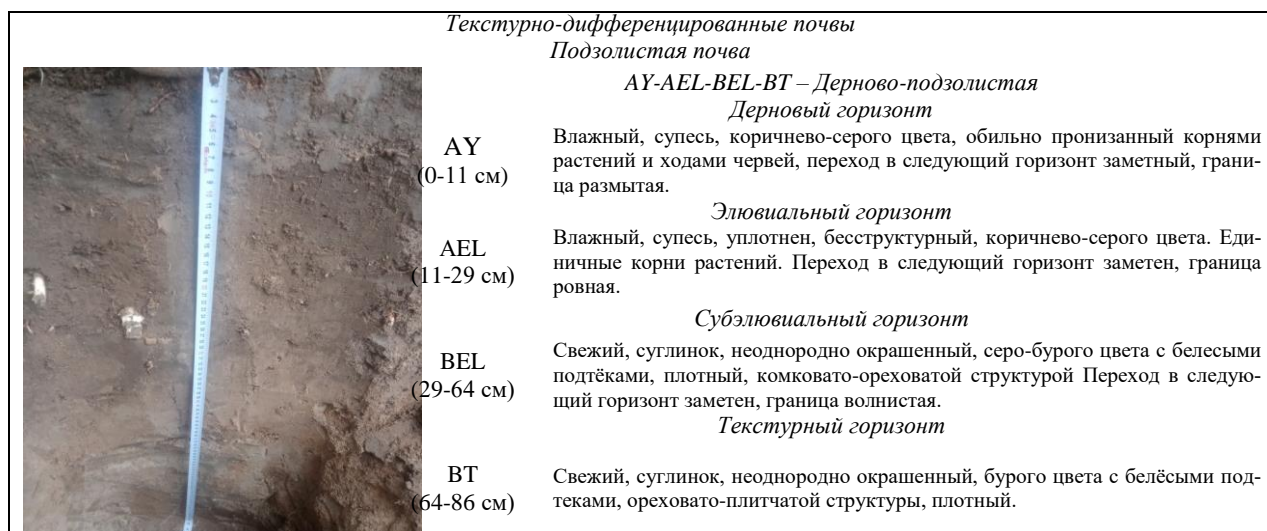 Текстурно-дифференцированные почвы
Подзолистая почва
AY-AEL-BEL-BT – Дерново-подзолистая
Дерновый горизонт
AY
(0-11 см)
Влажный, супесь, коричнево-серого цвета, обильно пронизанный корнями
растений и ходами червей, переход в следующий горизонт заметный, грани-
ца размытая.
Элювиальный горизонт
AEL
(11-29 см)
Влажный, супесь, уплотнен, бесструктурный, коричнево-серого цвета. Еди-
ничные корни растений. Переход в следующий горизонт заметен, граница
ровная.
Субэлювиальный горизонт
BEL
(29-64 см)
Свежий, суглинок, неоднородно окрашенный, серо-бурого цвета с белесыми
подтёками, плотный, комковато-ореховатой структурой Переход в следую-
щий горизонт заметен, граница волнистая.
Текстурный горизонт
BT
(64-86 см)
Свежий, суглинок, неоднородно окрашенный, бурого цвета с белёсыми под-
теками, ореховато-плитчатой структуры, плотный.